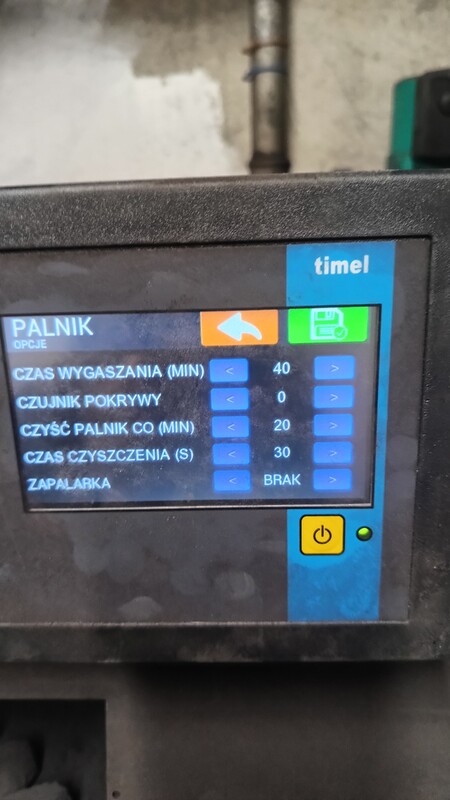 timel
PALNIK
OPCJE
CZAS WYGASZANIA (MIN) < 40 >
CZUJNIK POKRYWY < 0 >
CZYŚĆ PALNIK CO (MIN) < 20 >
CZAS CZYSZCZENIA (S) < 30 >
ZAPALARKA < BRAK >